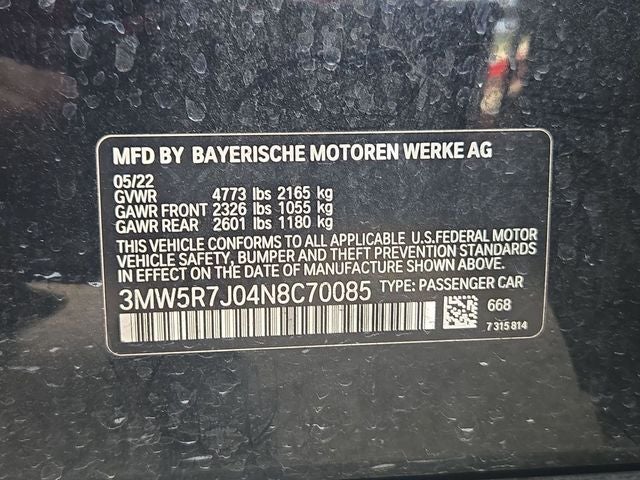 MFD BY BAYERISCHE MOTOREN WERKE AG
05/22
GVWR 4773 lbs 2165 kg
GAWR FRONT 2326 lbs 1055 kg
GAWR REAR 2601 lbs 1180 kg
THIS VEHICLE CONFORMS TO ALL APPLICABLE U.S.FEDERAL MOTOR
VEHICLE SAFETY, BUMPER AND THEFT PREVENTION STANDARDS
IN EFFECT ON THE DATE OF MANUFACTURE SHOWN ABOVE.
3MW5R7J04N8C70085 TYPE: PASSENGER CAR
668
7 315 814